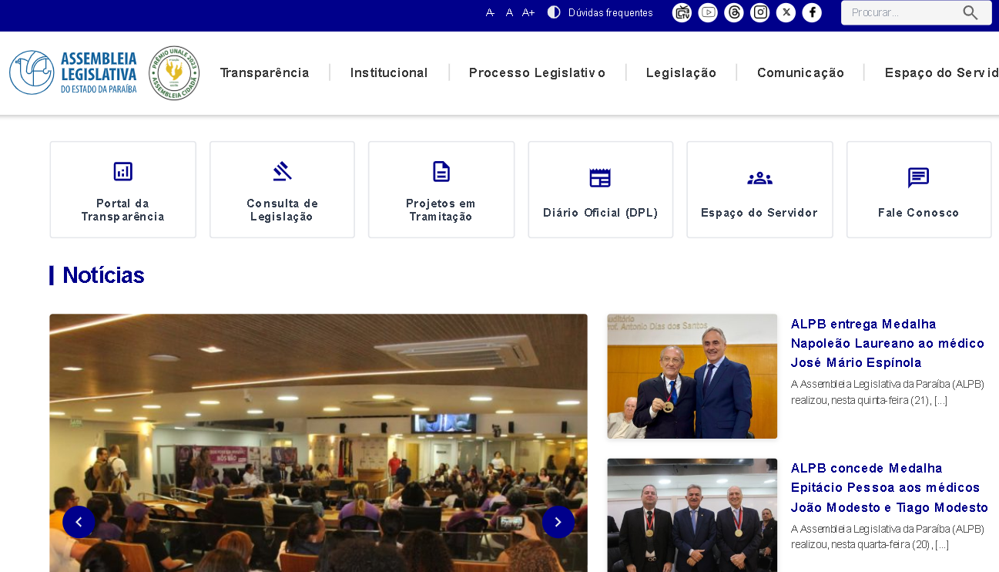 A- A A+ Dúvidas frequentes Procurar...
ASSEMBLEIA
LEGISLATIVA
DO ESTADO DA PARAÍBA
PRÊMIO UNALE 2023
ASSEMBLEIA CIDADÃ
Transparência Institucional Processo Legislativo Legislação Comunicação Espaço do Servid
Portal da
Transparência
Consulta de
Legislação
Projetos em
Tramitação
Diário Oficial (DPL)
Espaço do Servidor
Fale Conosco
Notícias
NÓS NÃO
uditório
Prof. Antonio Dias dos Santos
ALPB entrega Medalha
Napoleão Laureano ao médico
José Mário Espínola
A Assembleia Legislativa da Paraíba (ALPB)
realizou, nesta quinta-feira (21), [...]
ALPB concede Medalha
Epitácio Pessoa aos médicos
João Modesto e Tiago Modesto
A Assembleia Legislativa da Paraíba (ALPB)
realizou, nesta quarta-feira (20), [...]